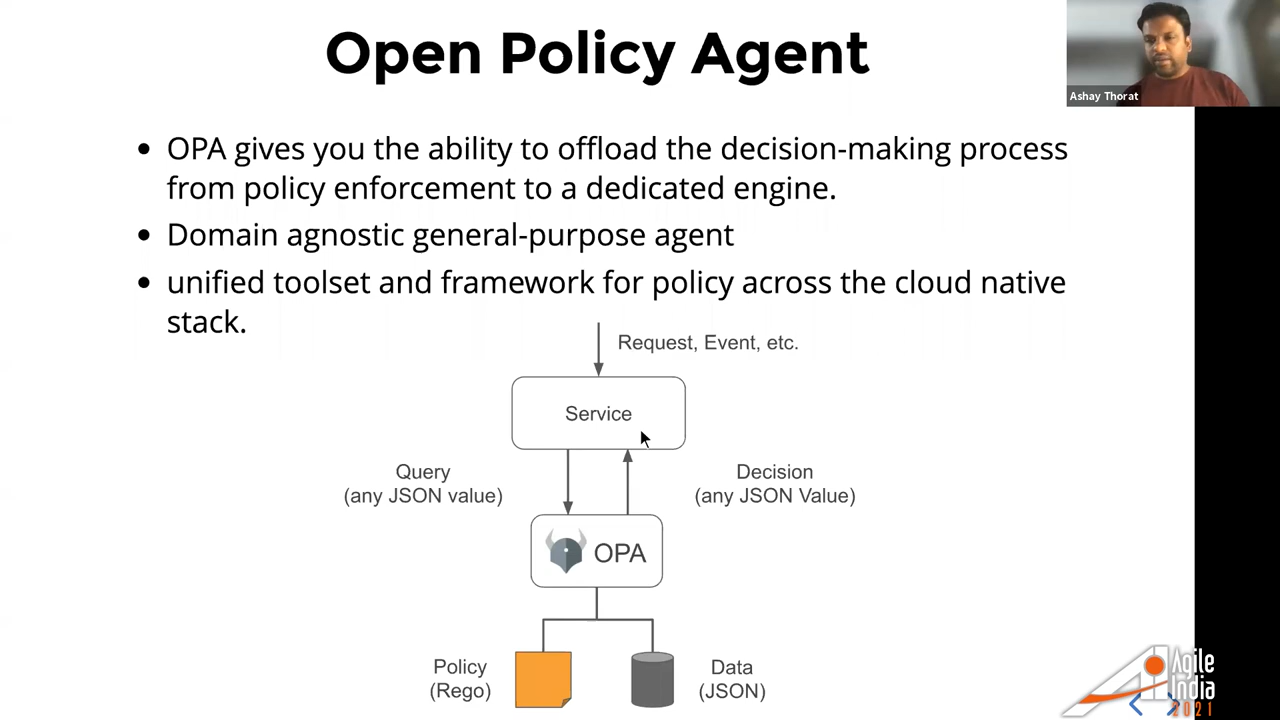 Open Policy Agent
Ashay Thorat
• OPA gives you the ability to offload the decision-making process
from policy enforcement to a dedicated engine.
• Domain agnostic general-purpose agent
• unified toolset and framework for policy across the cloud native
stack.
Request, Event, etc.
Service
Query
(any JSON value)
Decision
(any JSON Value)
OPA
Policy
(Rego)
Data
(JSON)
Agile
India
2021